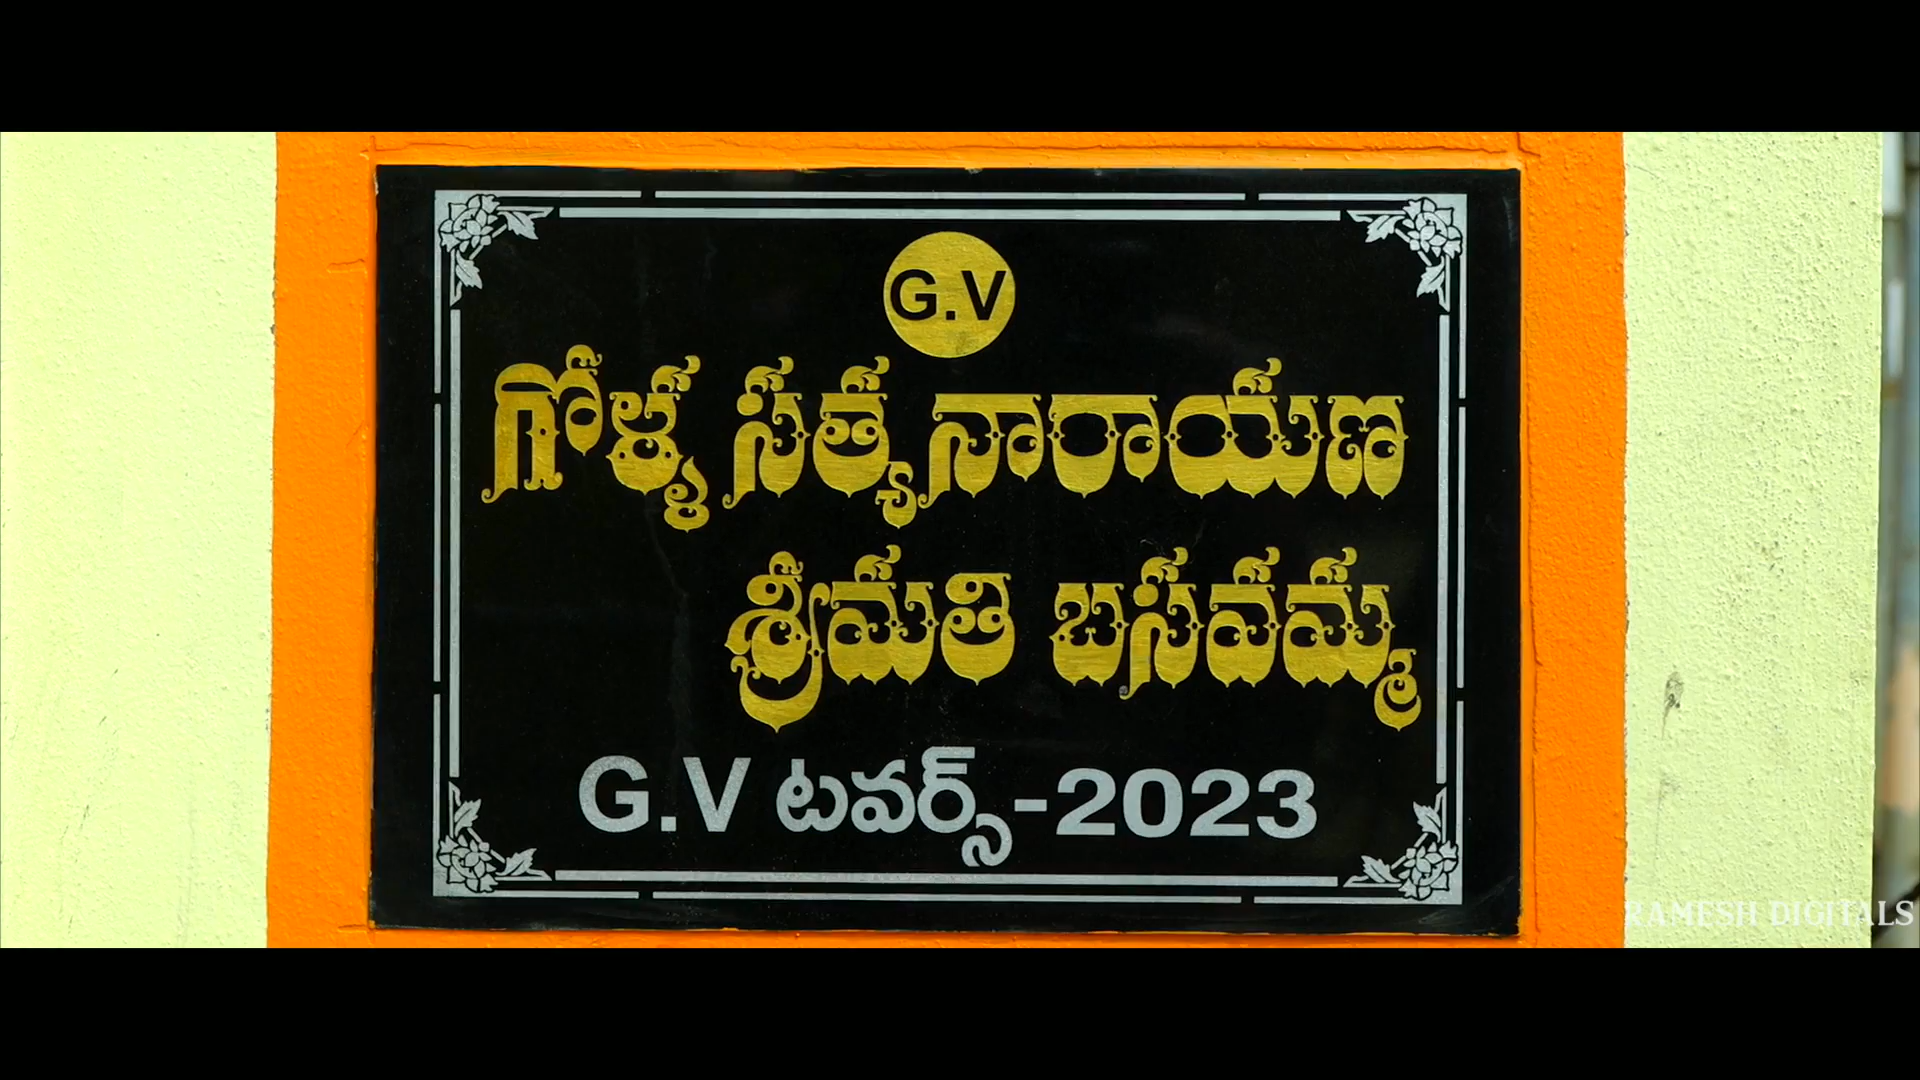 G.V
గోళ్ళ సత్యనారాయణ
శ్రీమతి బసవమ్మ
G.V టవర్స్-2023
RAMESH DIGITALS